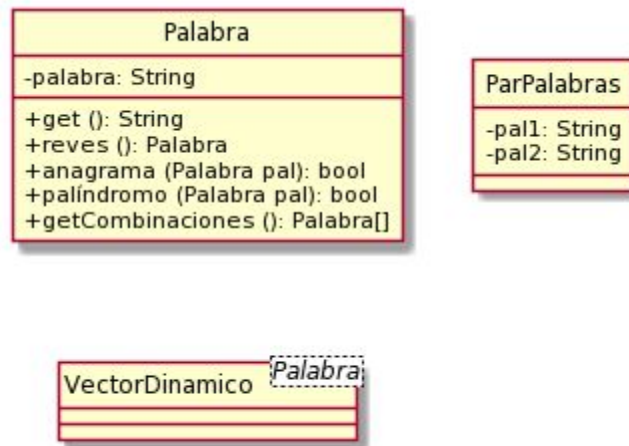 Palabra
-palabra: String
+get (): String
+reves (): Palabra
+anagrama (Palabra pal): bool
+palíndromo (Palabra pal): bool
+getCombinaciones (): Palabra[]
ParPalabras
-pal1: String
-pal2: String
VectorDinamico
Palabra